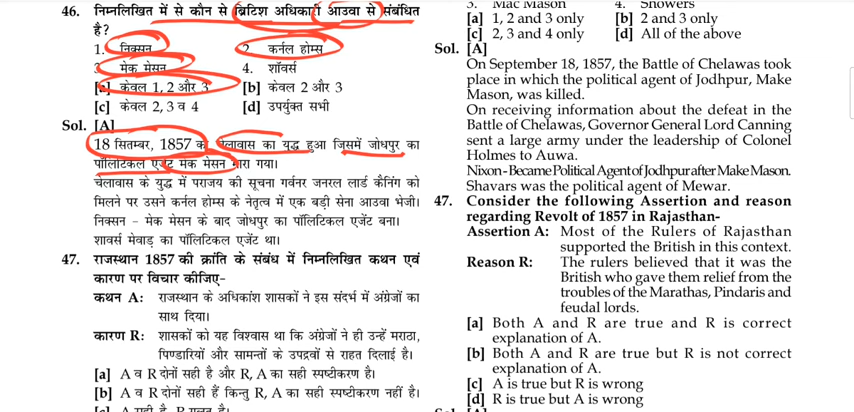 46. निम्नलिखित में से कौन से ब्रिटिश अधिकारी आउवा से संबंधित
है?
1. निक्सन 2. कर्नल होम्स
3. मेक मेसन 4. शॉवर्स
[a] केवल 1, 2 और 3 [b] केवल 2 और 3
[c] केवल 2, 3 व 4 [d] उपर्युक्त सभी
Sol. [A]
18 सितम्बर, 1857 को चेलावास का युद्ध हुआ जिसमें जोधपुर का
पॉलिटिकल एजेंट मेक मेसन मारा गया।
चेलावास के युद्ध में पराजय की सूचना गवर्नर जनरल लार्ड कैनिंग को
मिलने पर उसने कर्नल होम्स के नेतृत्व में एक बड़ी सेना आउवा भेजी।
निक्सन - मेक मेसन के बाद जोधपुर का पॉलिटिकल एजेंट बना।
शावर्स मेवाड़ का पॉलिटिकल एजेंट था।
47. राजस्थान 1857 की क्रांति के संबंध में निम्नलिखित कथन एवं
कारण पर विचार कीजिए-
कथन A: राजस्थान के अधिकांश शासकों ने इस संदर्भ में अंग्रेजों का
साथ दिया।
कारण R: शासकों को यह विश्वास था कि अंग्रेजों ने ही उन्हें मराठा,
पिण्डारियों और सामन्तों के उपद्रवों से राहत दिलाई है।
[a] A व R दोनों सही है और R, A का सही स्पष्टीकरण है।
[b] A व R दोनों सही हैं किन्तु R, A का सही स्पष्टीकरण नहीं है।
[c] A सही है, R गलत है।
3. Mac Mason 4. Showers
[a] 1, 2 and 3 only [b] 2 and 3 only
[c] 2, 3 and 4 only [d] All of the above
Sol. [A]
On September 18, 1857, the Battle of Chelawas took
place in which the political agent of Jodhpur, Make
Mason, was killed.
On receiving information about the defeat in the
Battle of Chelawas, Governor General Lord Canning
sent a large army under the leadership of Colonel
Holmes to Auwa.
Nixon - Became Political Agent of Jodhpur after Make Mason.
Shavars was the political agent of Mewar.
47. Consider the following Assertion and reason
regarding Revolt of 1857 in Rajasthan-
Assertion A: Most of the Rulers of Rajasthan
supported the British in this context.
Reason R: The rulers believed that it was the
British who gave them relief from the
troubles of the Marathas, Pindaris and
feudal lords.
[a] Both A and R are true and R is correct
explanation of A.
[b] Both A and R are true but R is not correct
explanation of A.
[c] A is true but R is wrong
[d] R is true but A is wrong
Sol. [A]